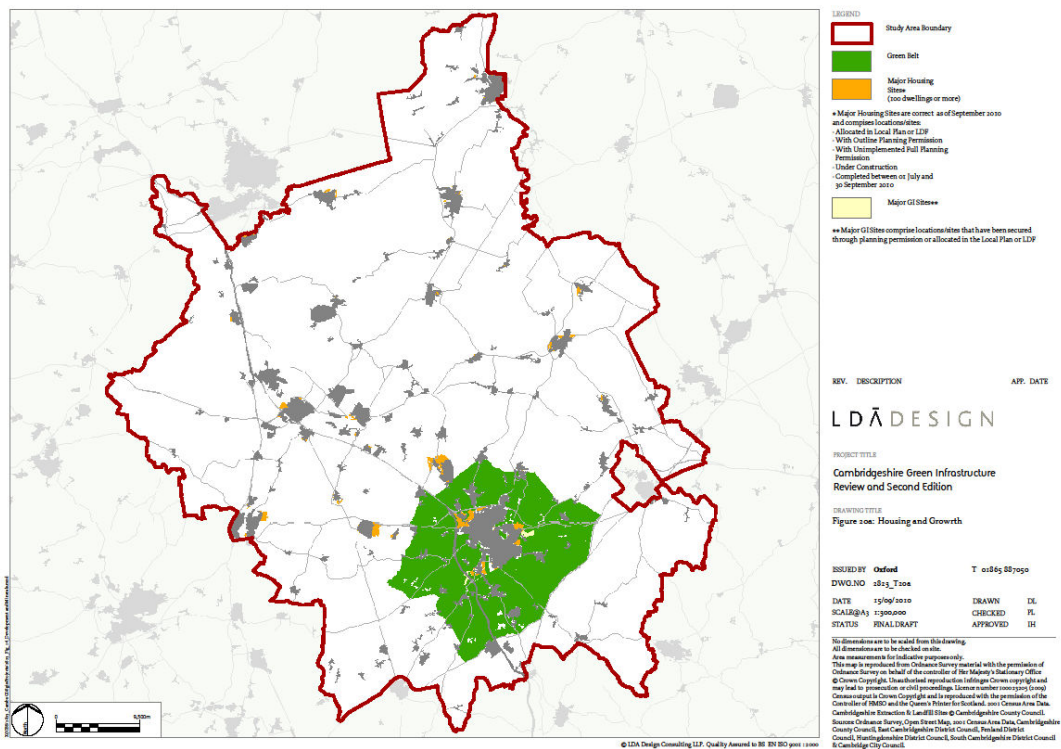 LEGEND
Study Area Boundary
Green Belt
Major Housing
Sites*
(100 dwellings or more)
* Major Housing Sites are correct as of September 2010
and comprises locations/sites:
- Allocated in Local Plan or LDF
- With Outline Planning Permission
- With Unimplemented Full Planning
Permission
- Under Construction
- Completed between 01 July and
30 September 2010
Major GI Sites**
** Major GI Sites comprise locations/sites that have been secured
through planning permission or allocated in the Local Plan or LDF
REV. DESCRIPTION APP. DATE
LDĀDESIGN
PROJECT TITLE
Cambridgeshire Green Infrastructure
Review and Second Edition
DRAWING TITLE
Figure 20a: Housing and Growrth
ISSUED BY Oxford T 01865 887050
DWG.NO 2823_T20a
DATE 15/09/2010 DRAWN DL
SCALE@A3 1:300,000 CHECKED PL
STATUS FINAL DRAFT APPROVED IH
No dimensions are to be scaled from this drawing.
All dimensions are to be checked on site.
Area measurements for indicative purposes only.
This map is reproduced from Ordnance Survey material with the permission of
Ordnance Survey on behalf of the controller of Her Majesty's Stationary Office
© Crown Copyright. Unauthorised reproduction infringes Crown copyright and
may lead to prosecution or civil proceedings. Licence number 100023205 (2009)
Census output is Crown Copyright and is reproduced with the permission of the
Controller of HMSO and the Queen's Printer for Scotland. 2001 Census Area Data.
Cambridgeshire Extraction & Landfill Sites © Cambridgeshire County Council.
Sources: Ordnance Survey, Open Street Map, 2001 Census Area Data, Cambridgeshire
County Council, East Cambridgeshire District Council, Fenland District
Council, Huntingdonshire District Council, South Cambridgeshire District Council
& Cambridge City Council.
North
0
© LDA Design Consulting LLP. Quality Assured to BS EN ISO 9001 : 2000